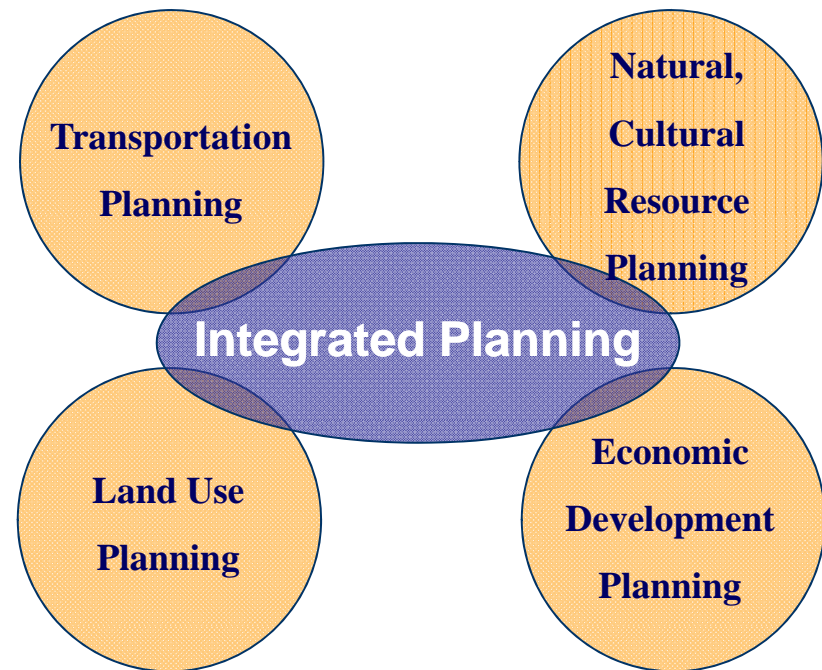 Transportation
Planning
Natural,
Cultural
Resource
Planning
Integrated Planning
Land Use
Planning
Economic
Development
Planning